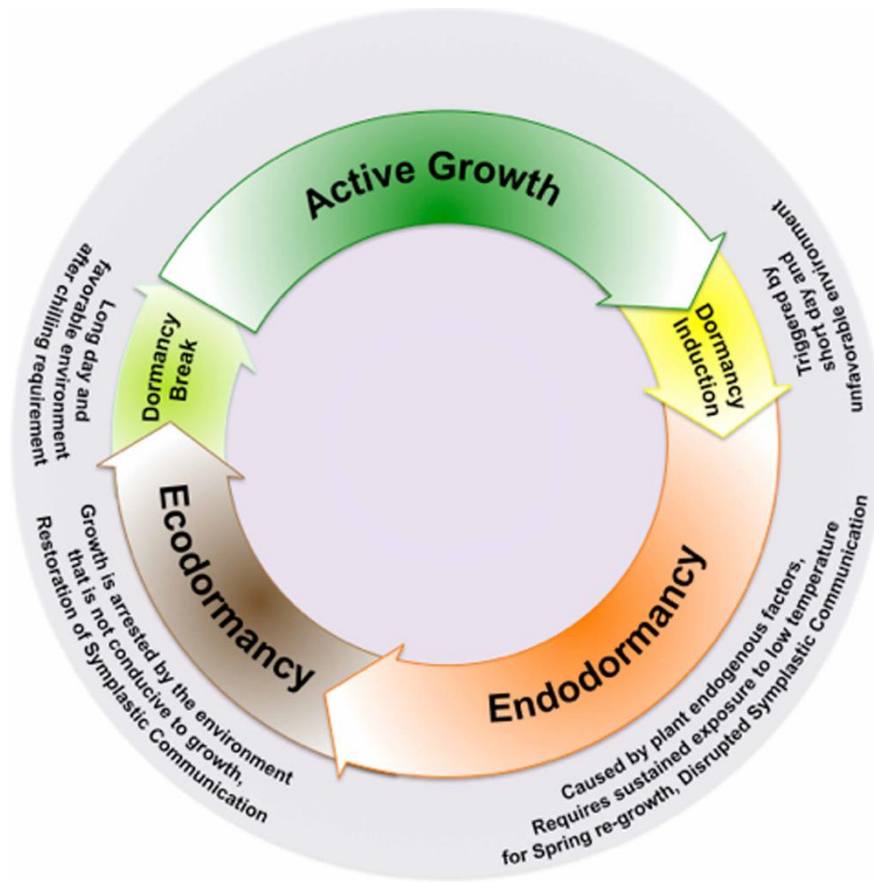 Active Growth
Dormancy
Induction
Triggered by
short day and
unfavorable environment
Endodormancy
Caused by plant endogenous factors,
Requires sustained exposure to low temperature
for Spring re-growth, Disrupted Symplastic Communication
Ecodormancy
Growth is arrested by the environment
that is not conducive to growth,
Restoration of Symplastic Communication
Dormancy
Break
Long day and
favorable environment
after chilling requirement